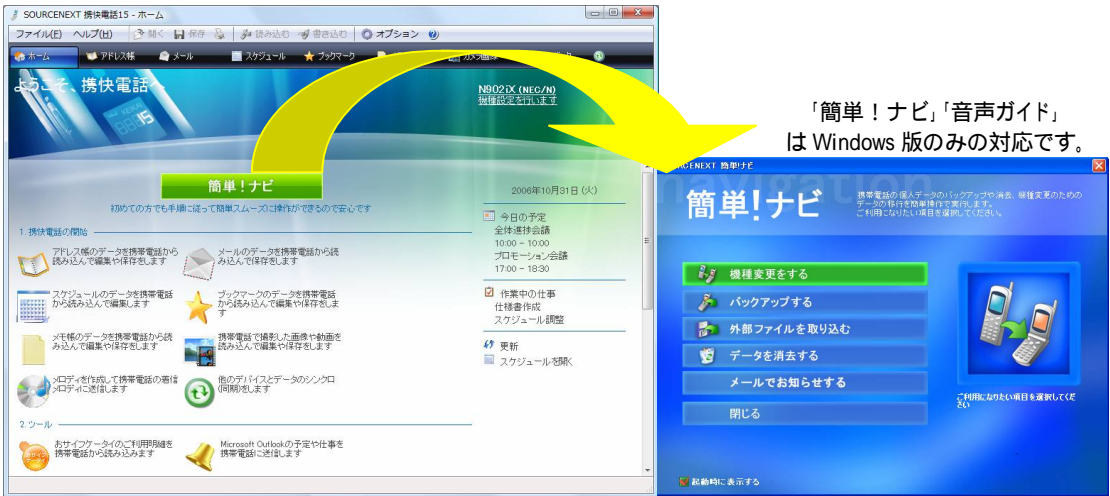 SOURCENEXT 携快電話15 - ホーム
ファイル(F) ヘルプ(H) 開く 保存 読み込む 書き込む オプション
ホーム アドレス帳 メール スケジュール ブックマーク カメラ画像
ようこそ、携快電話へ
N902iX (NEC/N)
機種設定を行います
簡単！ナビ
初めての方でも手順に従って簡単スムーズに操作ができるので安心です
1. 携快電話の開始
アドレス帳のデータを携帯電話から
読み込んで編集や保存をします
メールのデータを携帯電話から読
み込んで保存をします
スケジュールのデータを携帯電話
から読み込んで編集します
ブックマークのデータを携帯電話
から読み込んで編集や保存をしま
す
メモ帳のデータを携帯電話から読
み込んで編集や保存をします
携帯電話で撮影した画像や動画を
読み込んで編集や保存をします
メロディを作成して携帯電話の着信
メロディに送信します
他のデバイスとデータのシンクロ
(同期)をします
2. ツール
おサイフケータイのご利用明細を
携帯電話から読み込みます
Microsoft Outlookの予定や仕事を
携帯電話に送信します
2006年10月31日 (火)
今日の予定
全体進捗会議
10:00 - 10:00
プロモーション会議
17:00 - 18:30
作業中の仕事
仕様書作成
スケジュール調整
更新
スケジュールを開く
「簡単！ナビ」「音声ガイド」
は Windows 版のみの対応です。
簡単!ナビ
navigation
簡単!ナビ
携帯電話の個人データのバックアップや消去、機種変更のための
データの移行を簡単操作で実行します。
ご利用になりたい項目を選択してください。
機種変更をする
バックアップする
外部ファイルを取り込む
データを消去する
メールでお知らせする
閉じる
ご利用になりたい項目を選択してくだ
さい
起動時に表示する